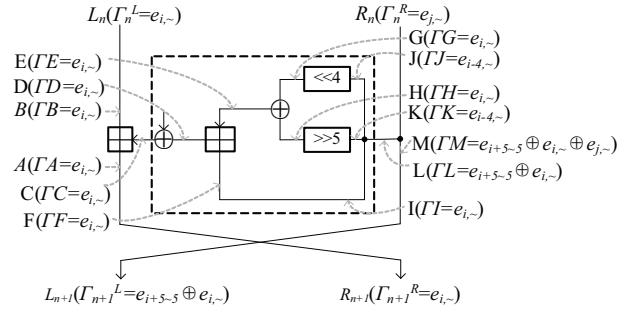 Lₙ(Γₙᴸ=eᵢ,~) Rₙ(Γₙᴿ=eⱼ,~)
G(ΓG=eᵢ,~)
E(ΓE=eᵢ,~)
<<4
J(ΓJ=eᵢ₋₄,~)
D(ΓD=eᵢ,~)
H(ΓH=eᵢ,~)
B(ΓB=eᵢ,~)
K(ΓK=eᵢ₋₄,~)
>>5
M(ΓM=eᵢ₊₅~₅⊕eᵢ,~⊕eⱼ,~)
A(ΓA=eᵢ,~)
L(ΓL=eᵢ₊₅~₅⊕eᵢ,~)
C(ΓC=eᵢ,~)
F(ΓF=eᵢ,~)
I(ΓI=eᵢ,~)
Lₙ₊₁(Γₙ₊₁ᴸ=eᵢ₊₅~₅⊕eᵢ,~) Rₙ₊₁(Γₙ₊₁ᴿ=eᵢ,~)